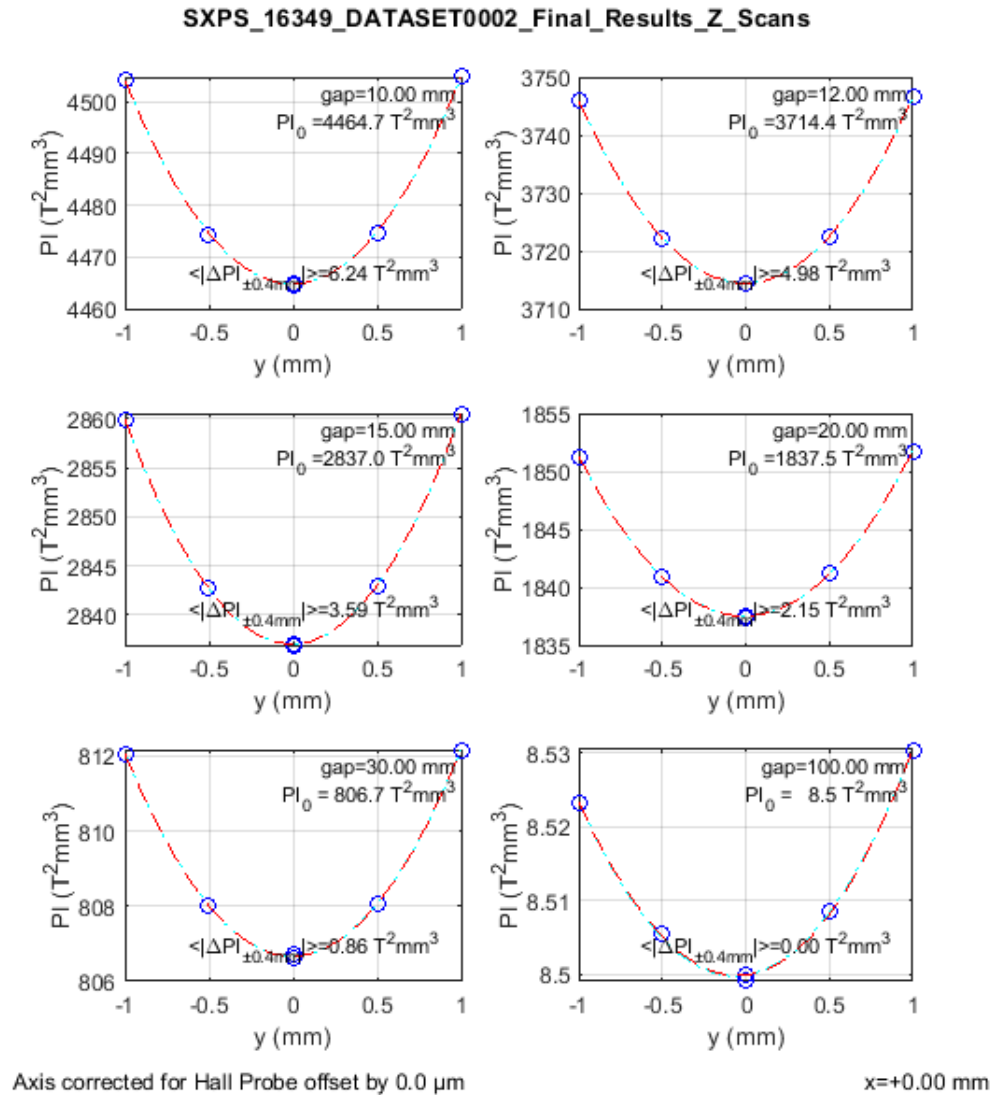 SXPS_16349_DATASET0002_Final_Results_Z_Scans
4500
4490
4480
4470
4460
PI (T²mm³)
gap=10.00 mm
PI₀ =4464.7 T²mm³
<|ΔPI±0.4mm|>=6.24 T²mm³
-1 -0.5 0 0.5 1
y (mm)
3750
3740
3730
3720
3710
PI (T²mm³)
gap=12.00 mm
PI₀ =3714.4 T²mm³
<|ΔPI±0.4mm|>=4.98 T²mm³
-1 -0.5 0 0.5 1
y (mm)
2860
2855
2850
2845
2840
PI (T²mm³)
gap=15.00 mm
PI₀ =2837.0 T²mm³
<|ΔPI±0.4mm|>=3.59 T²mm³
-1 -0.5 0 0.5 1
y (mm)
1855
1850
1845
1840
1835
PI (T²mm³)
gap=20.00 mm
PI₀ =1837.5 T²mm³
<|ΔPI±0.4mm|>=2.15 T²mm³
-1 -0.5 0 0.5 1
y (mm)
812
810
808
806
PI (T²mm³)
gap=30.00 mm
PI₀ = 806.7 T²mm³
<|ΔPI±0.4mm|>=0.86 T²mm³
-1 -0.5 0 0.5 1
y (mm)
8.53
8.52
8.51
8.5
PI (T²mm³)
gap=100.00 mm
PI₀ = 8.5 T²mm³
<|ΔPI±0.4mm|>=0.00 T²mm³
-1 -0.5 0 0.5 1
y (mm)
Axis corrected for Hall Probe offset by 0.0 µm
x=+0.00 mm